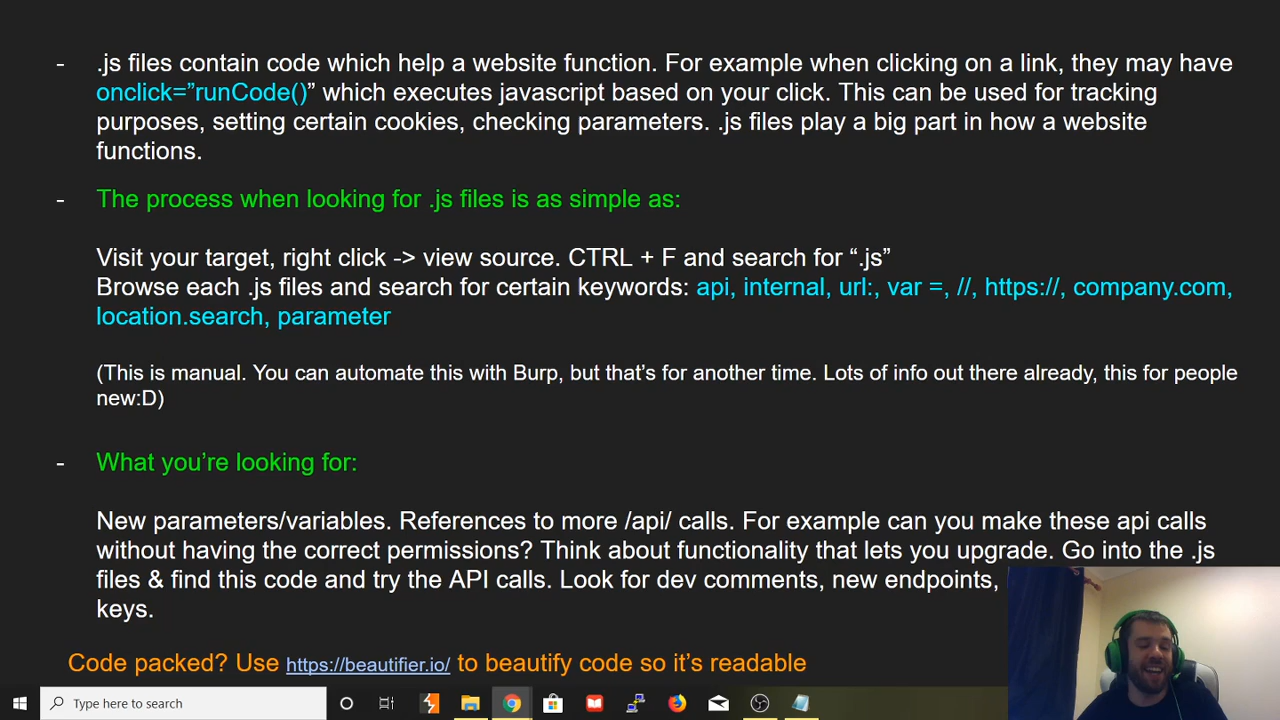 - .js files contain code which help a website function. For example when clicking on a link, they may have
onclick="runCode()” which executes javascript based on your click. This can be used for tracking
purposes, setting certain cookies, checking parameters. .js files play a big part in how a website
functions.
- The process when looking for .js files is as simple as:
Visit your target, right click -> view source. CTRL + F and search for “.js”
Browse each .js files and search for certain keywords: api, internal, url:, var =, //, https://, company.com,
location.search, parameter
(This is manual. You can automate this with Burp, but that’s for another time. Lots of info out there already, this for people
new:D)
- What you’re looking for:
New parameters/variables. References to more /api/ calls. For example can you make these api calls
without having the correct permissions? Think about functionality that lets you upgrade. Go into the .js
files & find this code and try the API calls. Look for dev comments, new endpoints,
keys.
Code packed? Use https://beautifier.io/ to beautify code so it’s readable
Type here to search